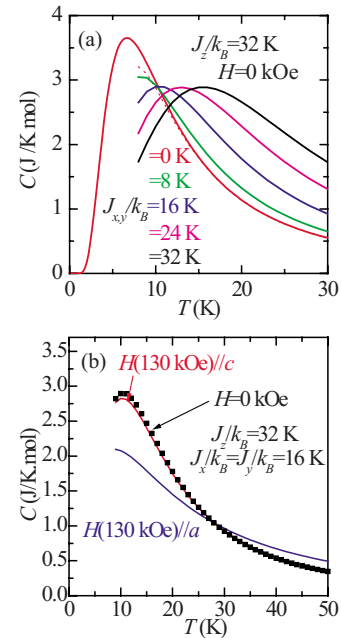 (a)
J_z/k_B=32 K
H=0 kOe
4
3
2
1
0
C (J /K mol)
=0 K
=8 K
J_{x,y}/k_B=16 K
=24 K
=32 K
0 10 20 30
T (K)
(b)
H(130 kOe)//c
H=0 kOe
J_z/k_B=32 K
J_x/k_B=J_y/k_B=16 K
H(130 kOe)//a
3.5
3.0
2.5
2.0
1.5
1.0
0.5
0.0
C (J/K.mol)
0 10 20 30 40 50
T (K)